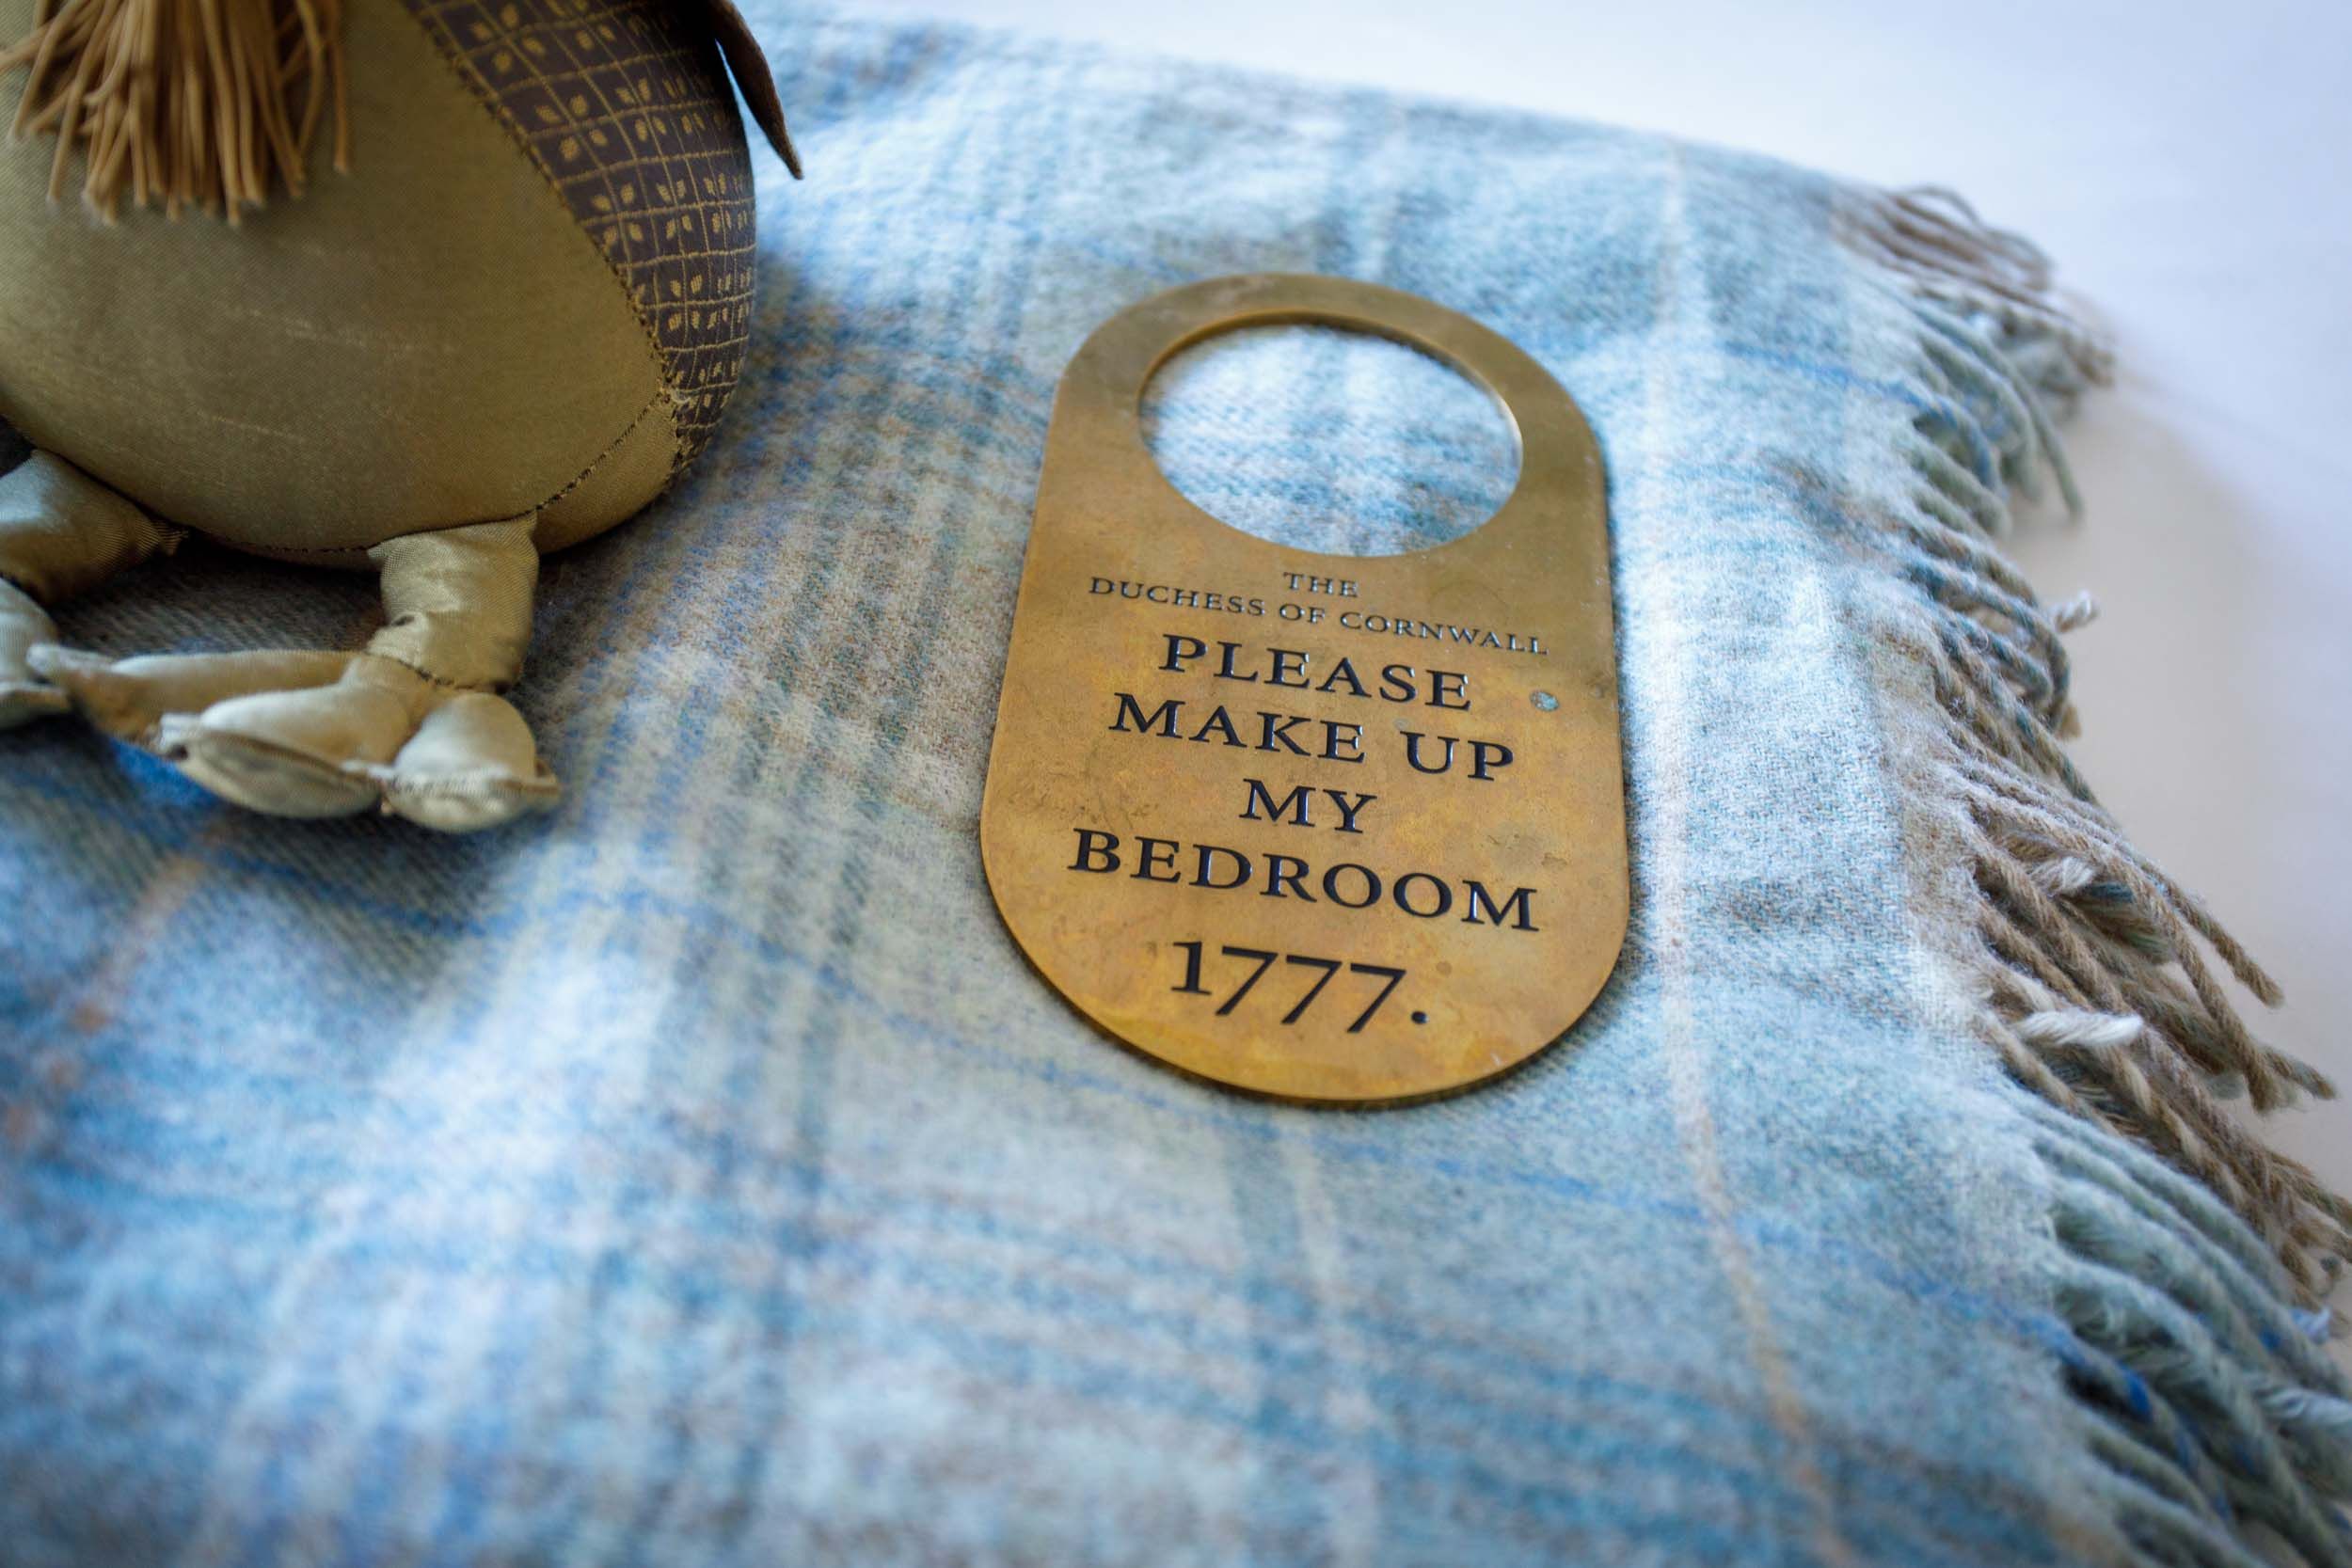 THE
DUCHESS OF CORNWALL
PLEASE
MAKE UP
MY
BEDROOM
1777.